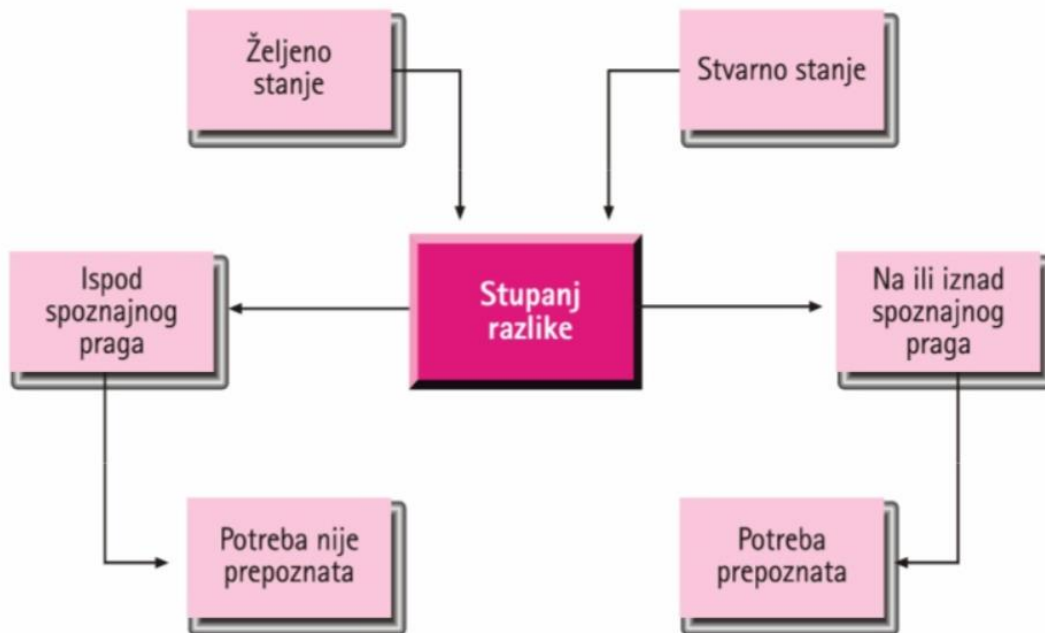 Željeno
stanje
Stvarno stanje
Ispod
spoznajnog
praga
Stupanj
razlike
Na ili iznad
spoznajnog
praga
Potreba nije
prepoznata
Potreba
prepoznata